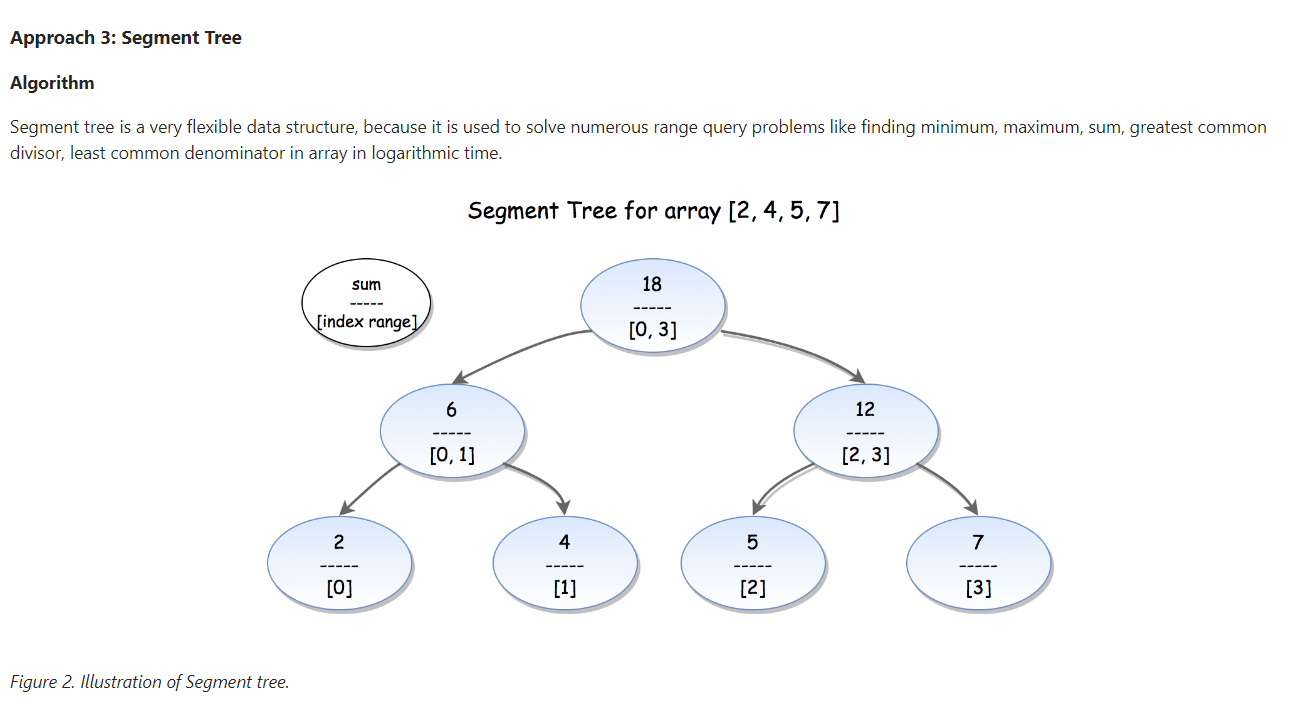 Approach 3: Segment Tree
Algorithm
Segment tree is a very flexible data structure, because it is used to solve numerous range query problems like finding minimum, maximum, sum, greatest common
divisor, least common denominator in array in logarithmic time.
Segment Tree for array [2, 4, 5, 7]
sum
-----
[index range]
18
-----
[0, 3]
6
-----
[0, 1]
12
-----
[2, 3]
2
-----
[0]
4
-----
[1]
5
-----
[2]
7
-----
[3]
Figure 2. Illustration of Segment tree.